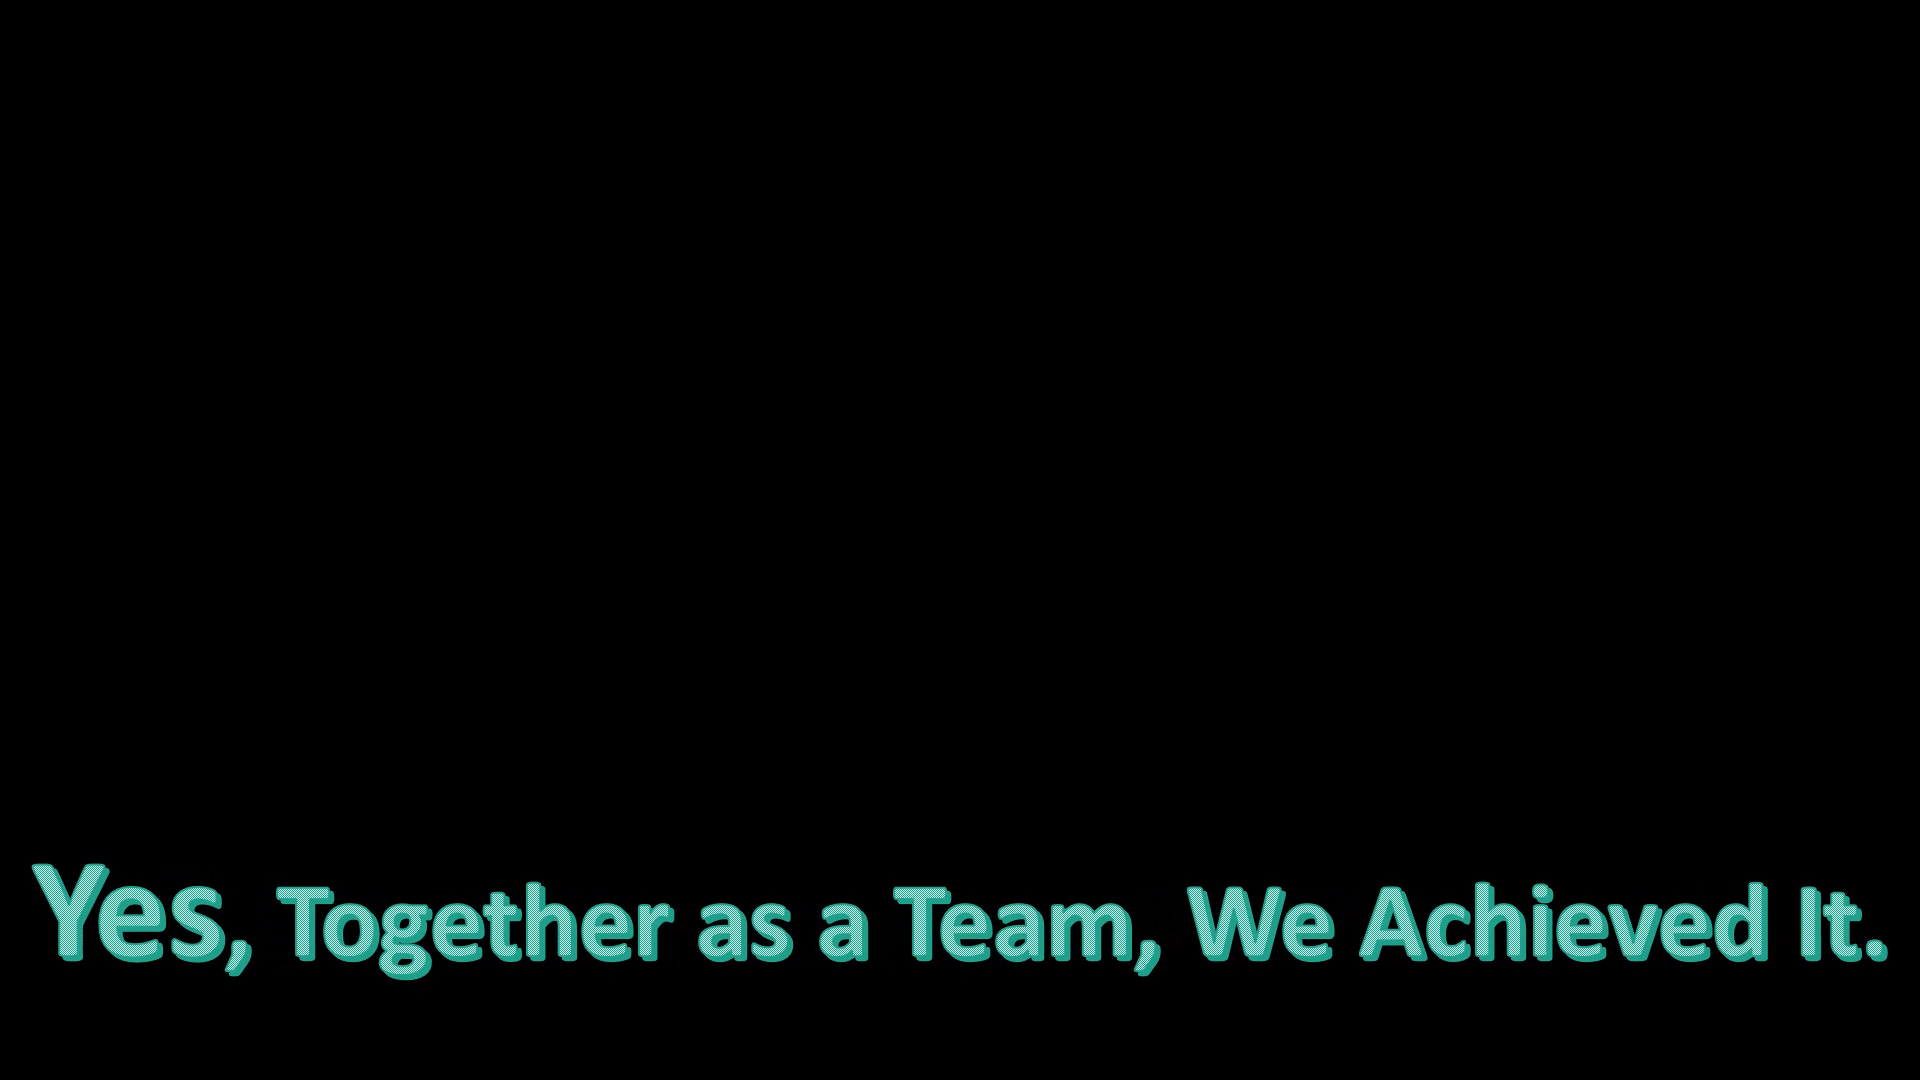 Yes, Together as a Team, We Achieved It.